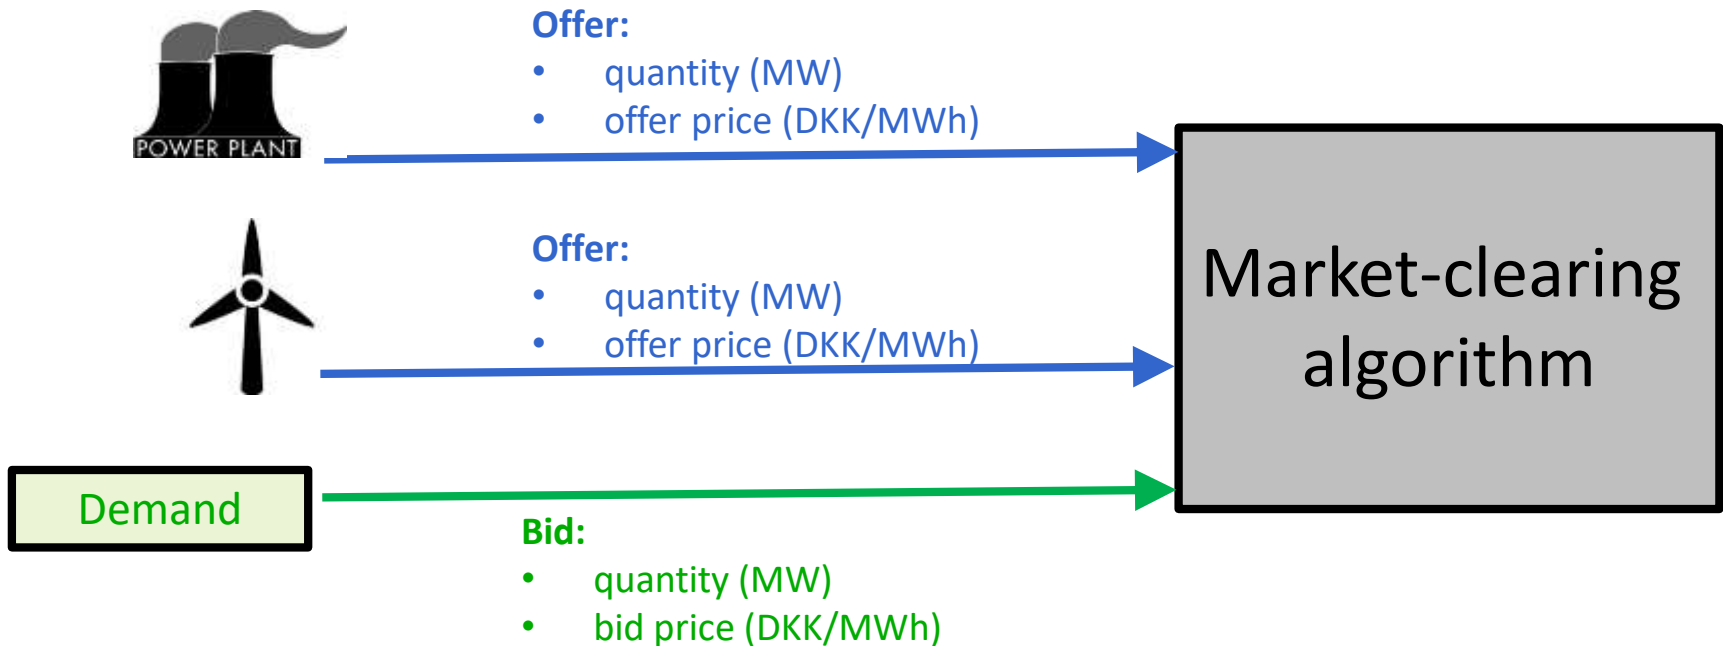 Offer:
• quantity (MW)
• offer price (DKK/MWh)
POWER PLANT
Offer:
• quantity (MW)
• offer price (DKK/MWh)
Market-clearing
algorithm
Demand
Bid:
• quantity (MW)
• bid price (DKK/MWh)